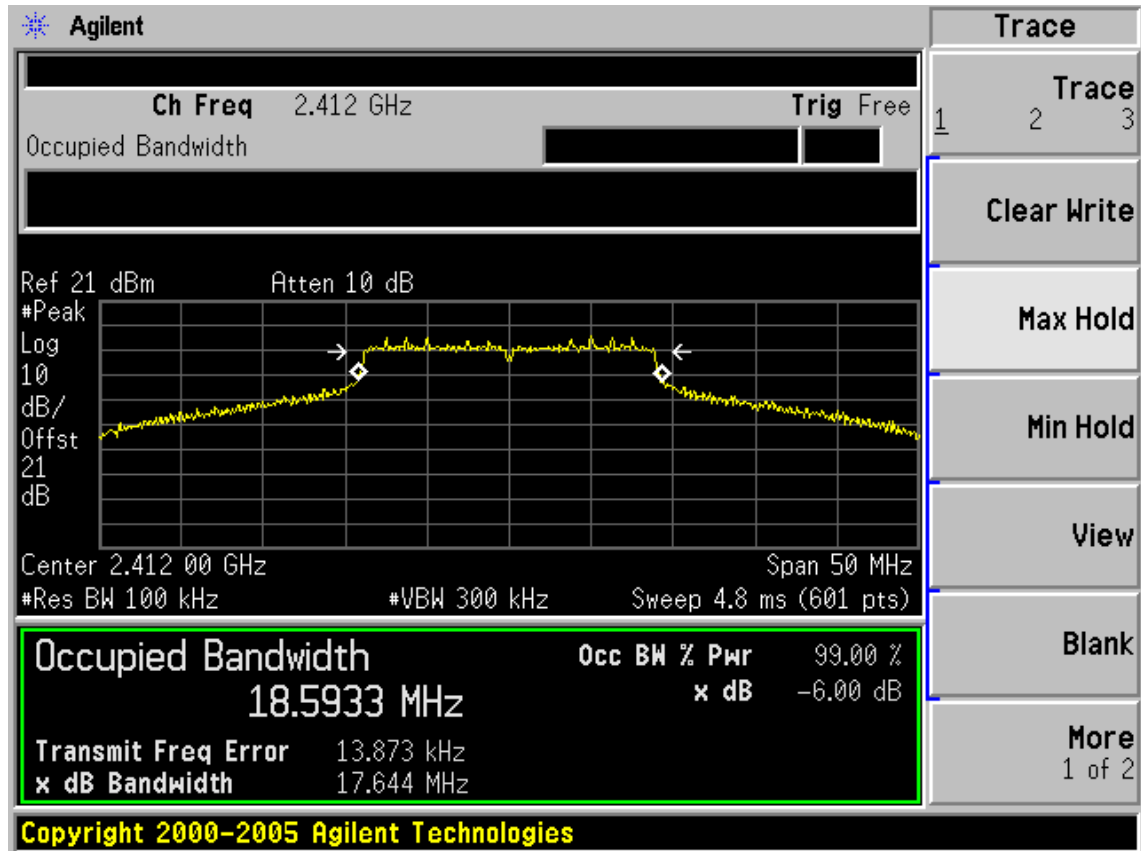 Agilent
Trace
Ch Freq 2.412 GHz Trig Free
Occupied Bandwidth
Trace
1 2 3
Clear Write
Max Hold
Min Hold
View
Blank
More
1 of 2
Ref 21 dBm Atten 10 dB
#Peak
Log
10
dB/
Offst
21
dB
Center 2.412 00 GHz Span 50 MHz
#Res BW 100 kHz #VBW 300 kHz Sweep 4.8 ms (601 pts)
Occupied Bandwidth
18.5933 MHz
Occ BW % Pwr 99.00 %
x dB -6.00 dB
Transmit Freq Error 13.873 kHz
x dB Bandwidth 17.644 MHz
Copyright 2000-2005 Agilent Technologies